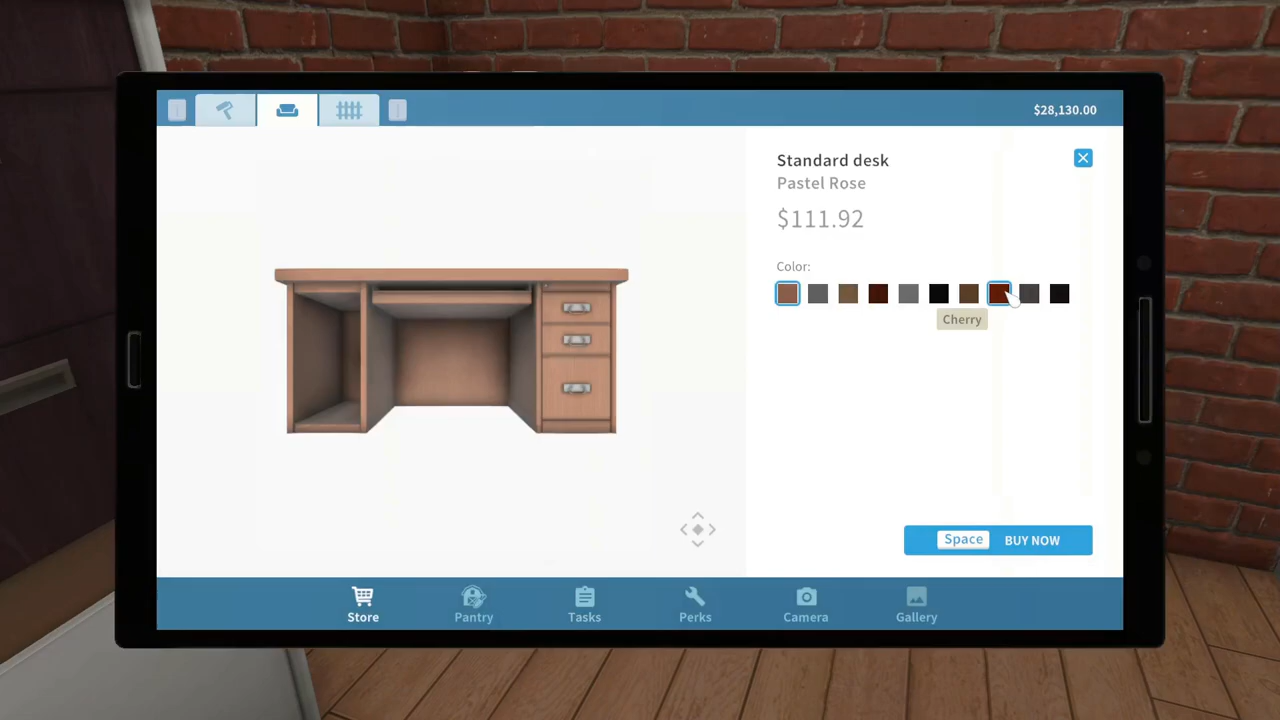 $28,130.00
Standard desk
Pastel Rose
$111.92
Color:
Cherry
Space BUY NOW
Store Pantry Tasks Perks Camera Gallery